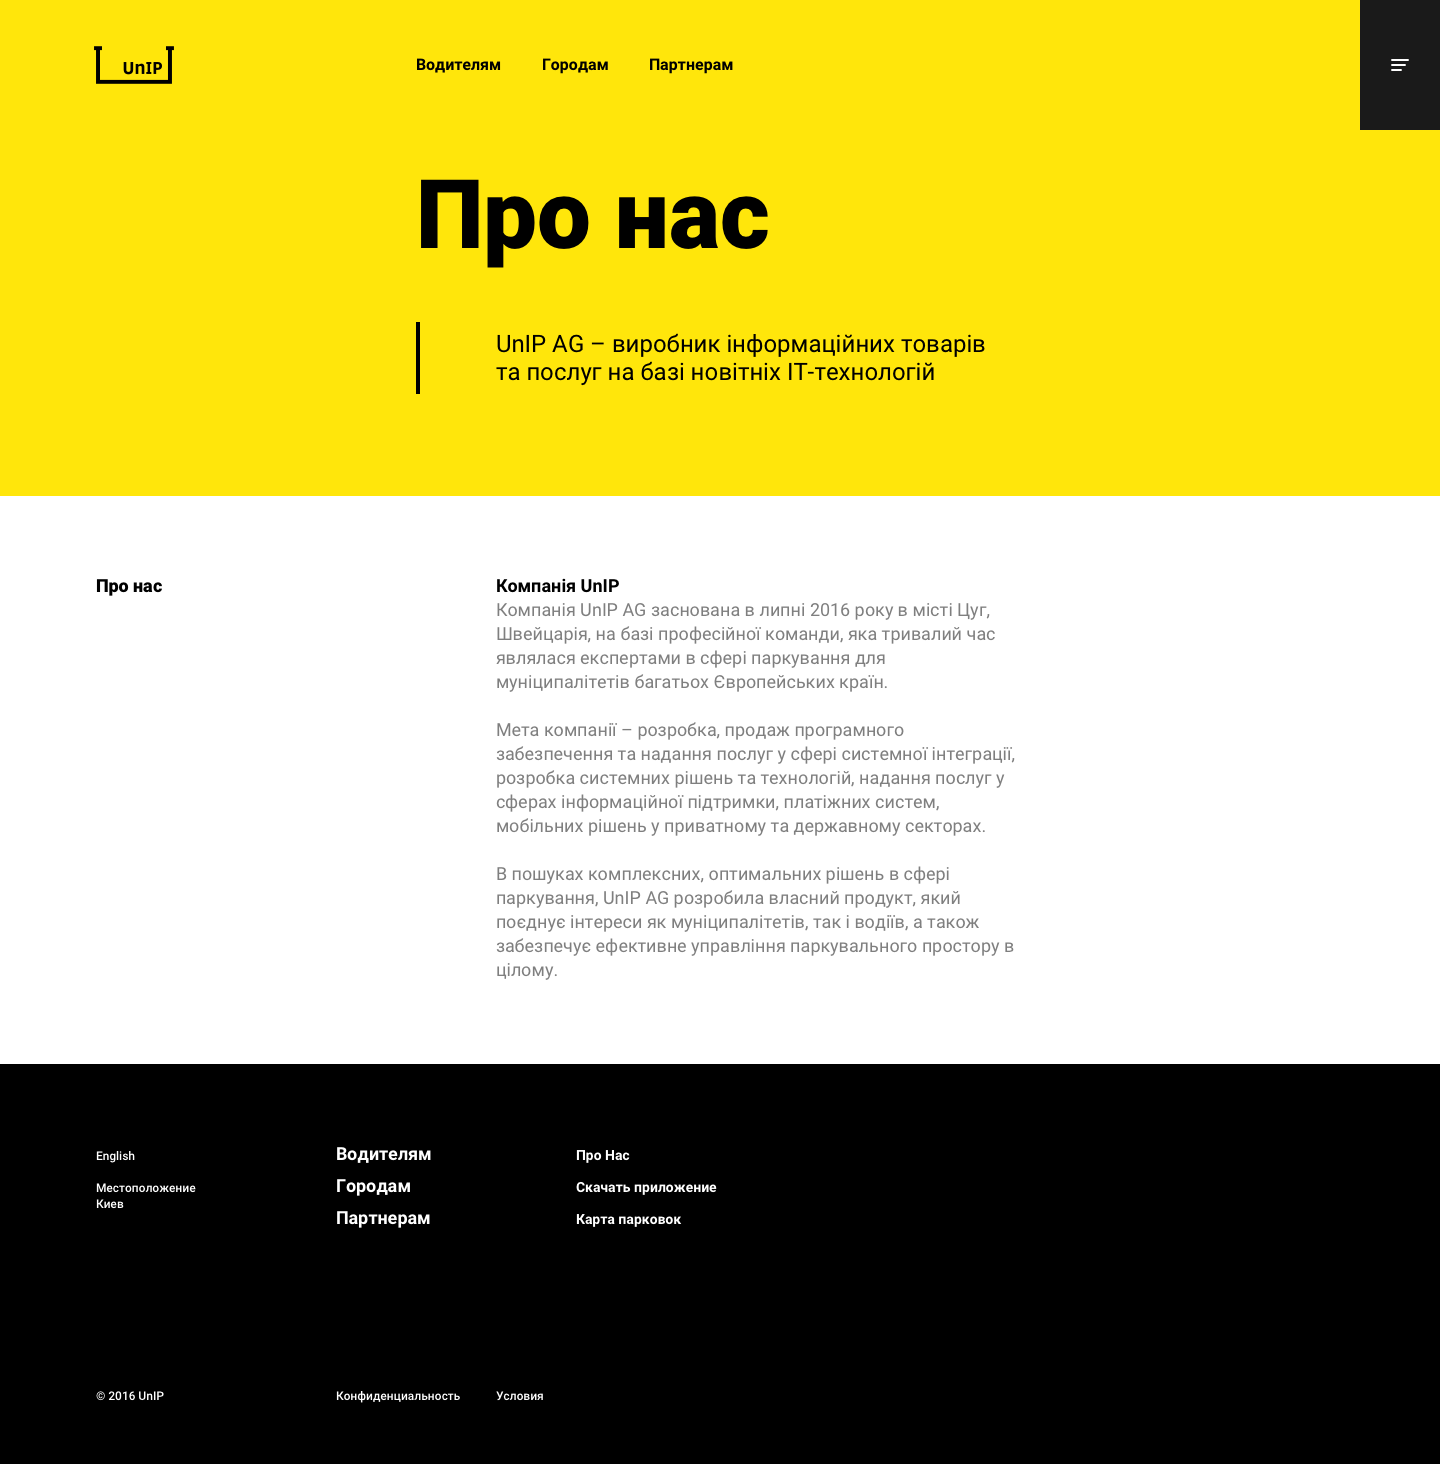 UnIP
Водителям
Городам
Партнерам
Про нас
UnIP AG – виробник інформаційних товарів
та послуг на базі новітніх ІТ-технологій
Про нас
Компанія UnIP
Компанія UnIP AG заснована в липні 2016 року в місті Цуг,
Швейцарія, на базі професійної команди, яка тривалий час
являлася експертами в сфері паркування для
муніципалітетів багатьох Європейських країн.
Мета компанії – розробка, продаж програмного
забезпечення та надання послуг у сфері системної інтеграції,
розробка системних рішень та технологій, надання послуг у
сферах інформаційної підтримки, платіжних систем,
мобільних рішень у приватному та державному секторах.
В пошуках комплексних, оптимальних рішень в сфері
паркування, UnIP AG розробила власний продукт, який
поєднує інтереси як муніципалітетів, так і водіїв, а також
забезпечує ефективне управління паркувального простору в
цілому.
English
Местоположение
Киев
Водителям
Городам
Партнерам
Про Нас
Скачать приложение
Карта парковок
© 2016 UnIP
Конфиденциальность
Условия